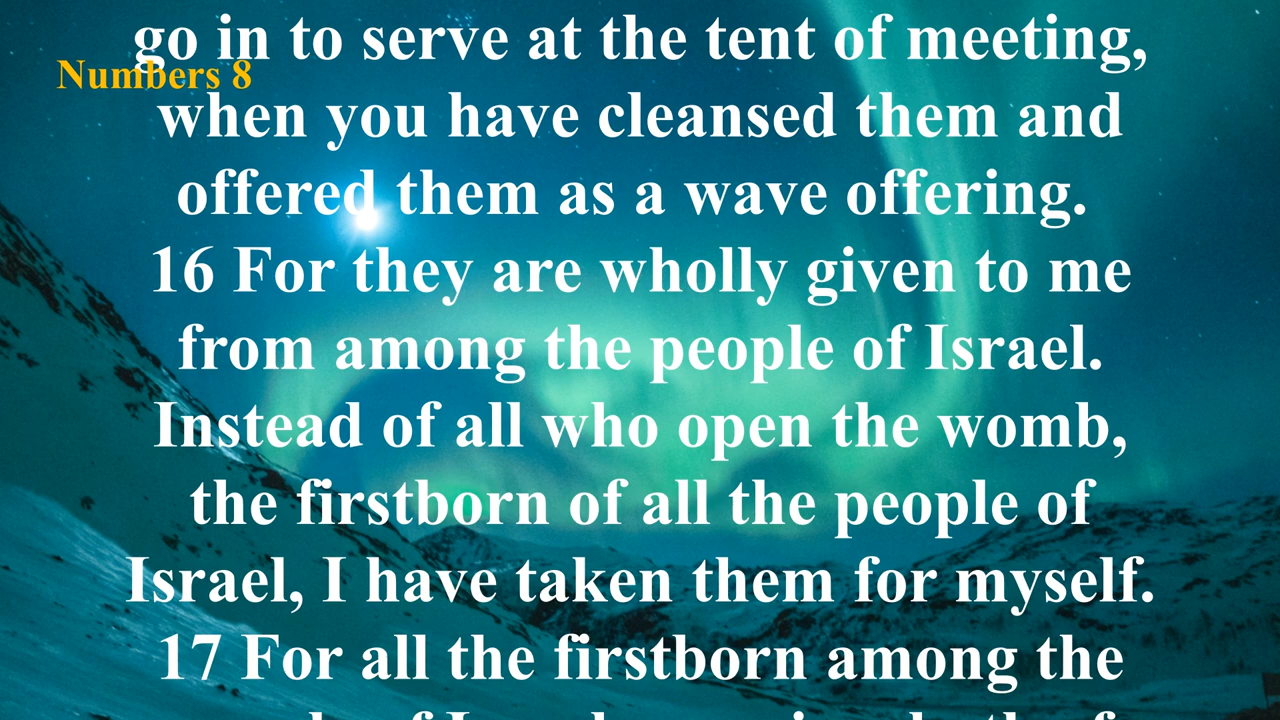 go in to serve at the tent of meeting,
Numbers 8
when you have cleansed them and
offered them as a wave offering.
16 For they are wholly given to me
from among the people of Israel.
Instead of all who open the womb,
the firstborn of all the people of
Israel, I have taken them for myself.
17 For all the firstborn among the